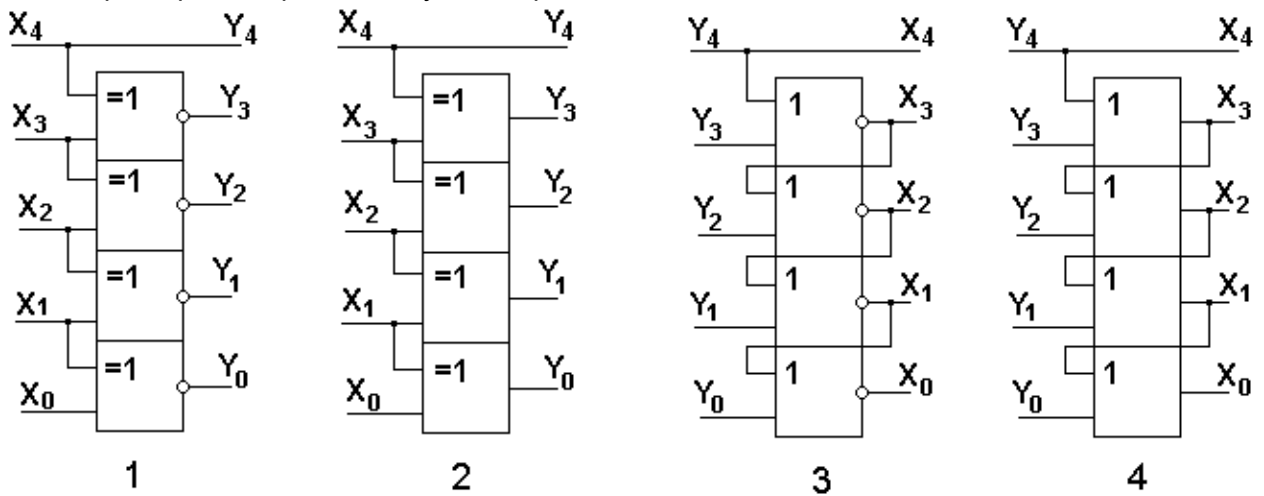 X4 Y4 X4 Y4 Y4 X4 Y4 X4
=1 =1 1 1
Y3 Y3 X3 X3
X3 X3 Y3 Y3
=1 =1 1 1
Y2 Y2 X2 X2
X2 X2 Y2 Y2
=1 =1 1 1
Y1 Y1 X1 X1
X1 X1 Y1 Y1
=1 =1 1 1
Y0 Y0 X0 X0
X0 X0 Y0 Y0
1 2 3 4